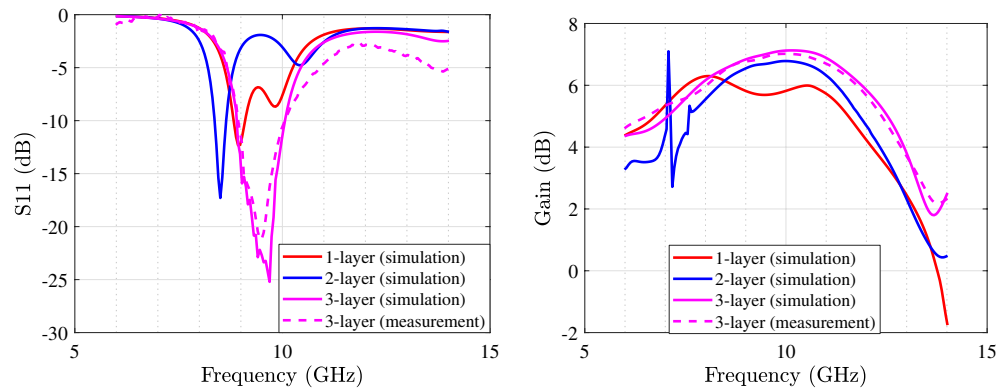 0
-5
-10
-15
-20
-25
-30
5
10
15
S11 (dB)
Frequency (GHz)
1-layer (simulation)
2-layer (simulation)
3-layer (simulation)
3-layer (measurement)
8
6
4
2
0
-2
5
10
15
Gain (dB)
Frequency (GHz)
1-layer (simulation)
2-layer (simulation)
3-layer (simulation)
3-layer (measurement)